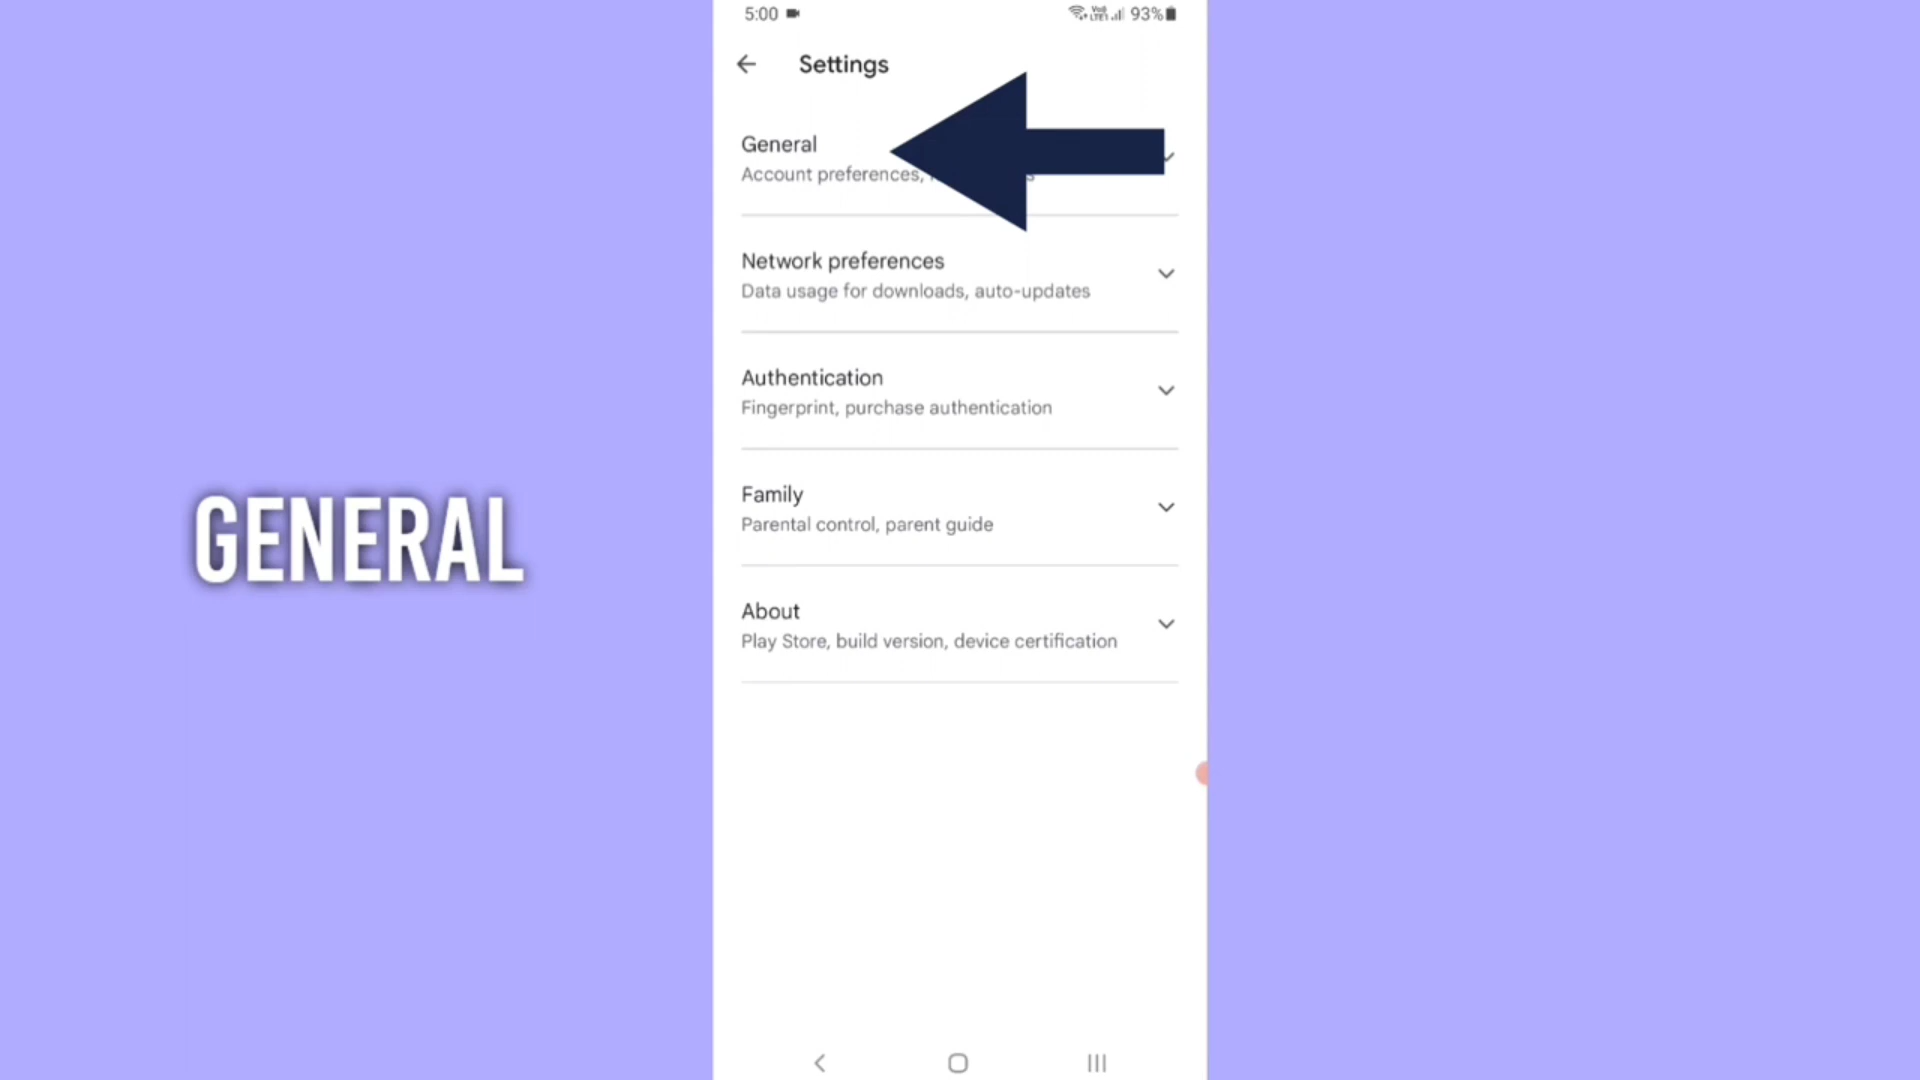 5:00
93%
Settings
General
Account preferences,
Network preferences
Data usage for downloads, auto-updates
Authentication
Fingerprint, purchase authentication
Family
Parental control, parent guide
About
Play Store, build version, device certification
GENERAL